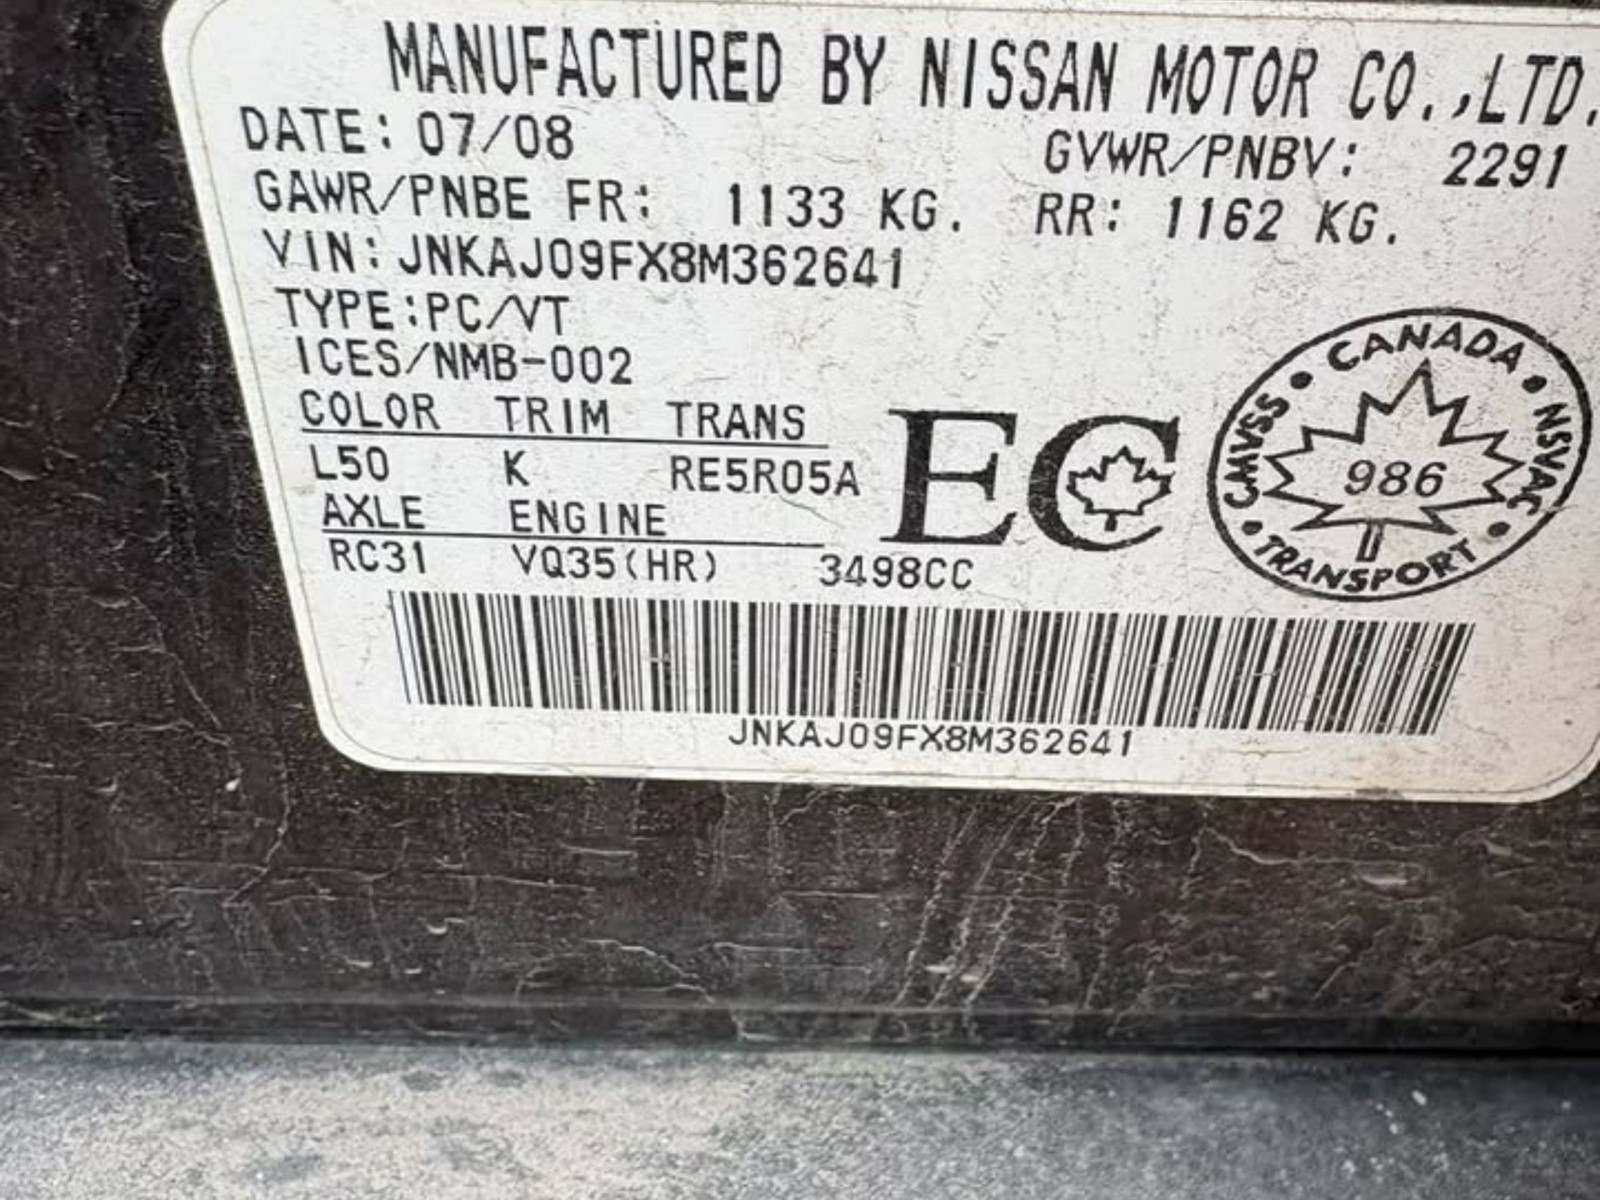 MANUFACTURED BY NISSAN MOTOR CO.,LTD.
DATE: 07/08 GVWR/PNBV: 2291
GAWR/PNBE FR: 1133 KG. RR: 1162 KG.
VIN: JNKAJ09FX8M362641
TYPE:PC/VT
ICES/NMB-002
COLOR TRIM TRANS
L50 K RE5R05A
AXLE ENGINE
RC31 VQ35(HR) 3498CC
EC
CANADA • NSVAC • TRANSPORT • CMVSS •
986
JNKAJ09FX8M362641